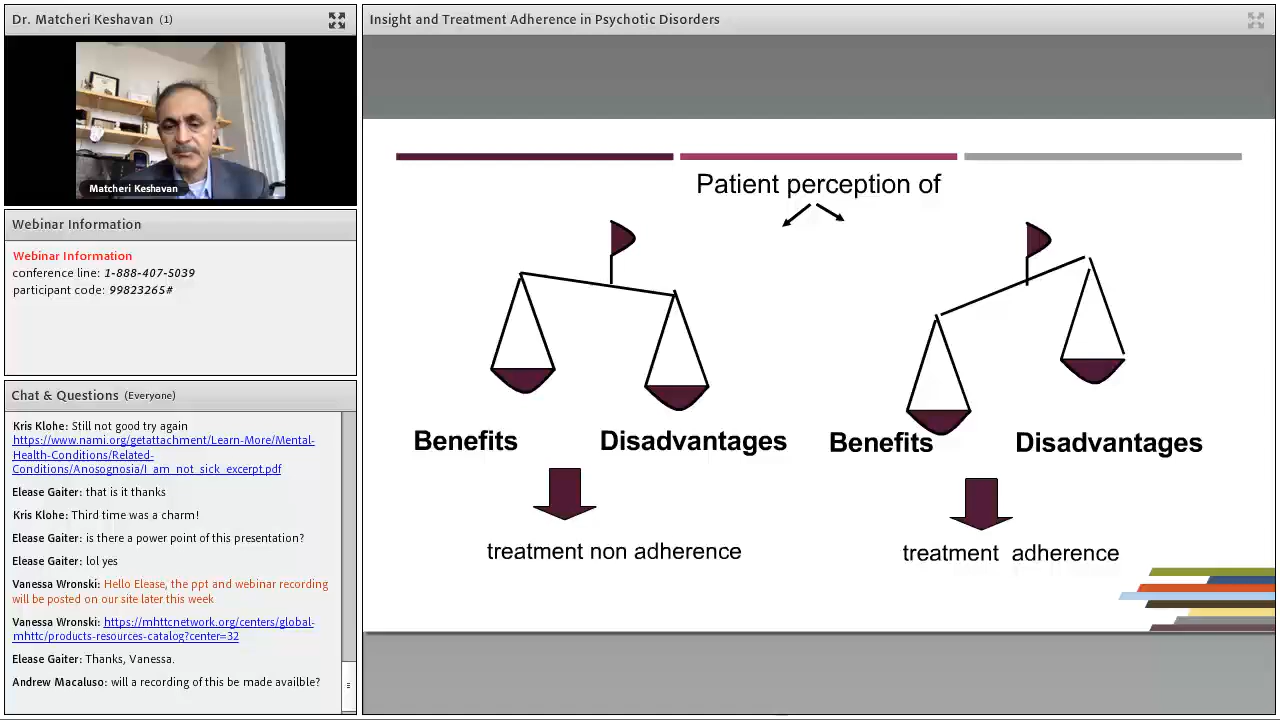 Dr. Matcheri Keshavan (1)
Matcheri Keshavan
Webinar Information
Webinar Information
conference line: 1-888-407-5039
participant code: 99823265#
Chat & Questions (Everyone)
Kris Klohe: Still not good try again
https://www.nami.org/getattachment/Learn-More/Mental-
Health-Conditions/Related-
Conditions/Anosognosia/I_am_not_sick_excerpt.pdf
Elease Gaiter: that is it thanks
Kris Klohe: Third time was a charm!
Elease Gaiter: is there a power point of this presentation?
Elease Gaiter: lol yes
Vanessa Wronski: Hello Elease, the ppt and webinar recording
will be posted on our site later this week
Vanessa Wronski: https://mhttcnetwork.org/centers/global-
mhttc/products-resources-catalog?center=32
Elease Gaiter: Thanks, Vanessa.
Andrew Macaluso: will a recording of this be made availble?
Insight and Treatment Adherence in Psychotic Disorders
Patient perception of
Benefits Disadvantages Benefits Disadvantages
treatment non adherence treatment adherence